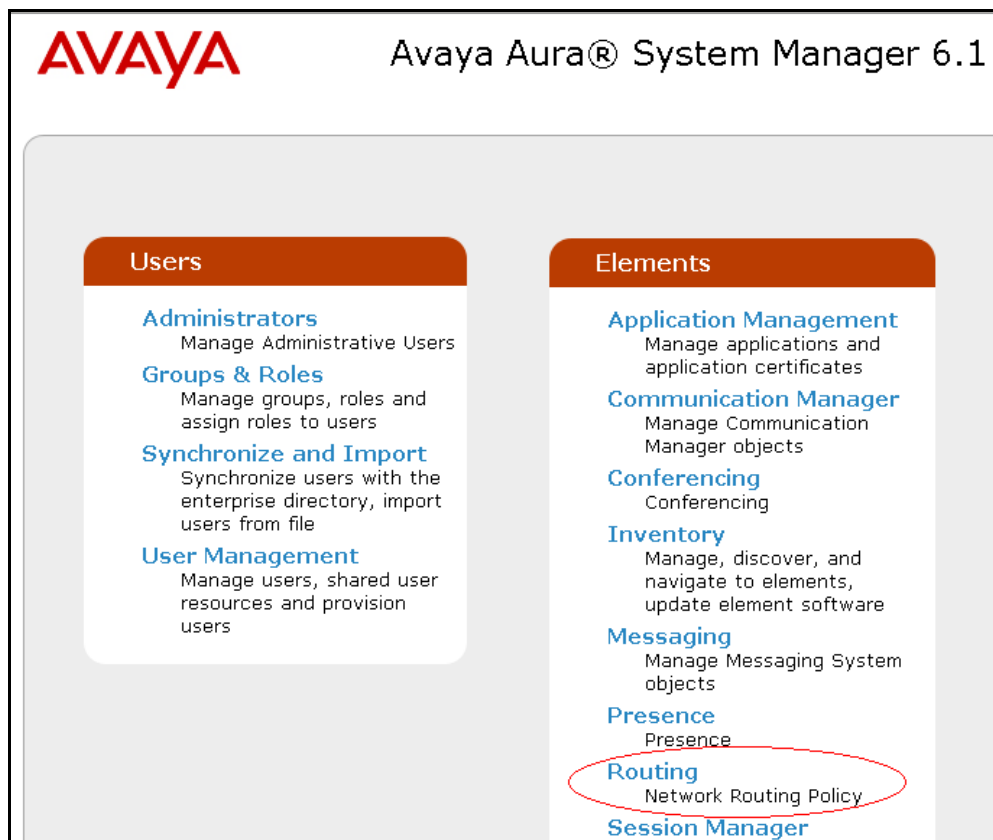 AVAYA
Avaya Aura® System Manager 6.1
Users
Administrators
Manage Administrative Users
Groups & Roles
Manage groups, roles and
assign roles to users
Synchronize and Import
Synchronize users with the
enterprise directory, import
users from file
User Management
Manage users, shared user
resources and provision
users
Elements
Application Management
Manage applications and
application certificates
Communication Manager
Manage Communication
Manager objects
Conferencing
Conferencing
Inventory
Manage, discover, and
navigate to elements,
update element software
Messaging
Manage Messaging System
objects
Presence
Presence
Routing
Network Routing Policy
Session Manager